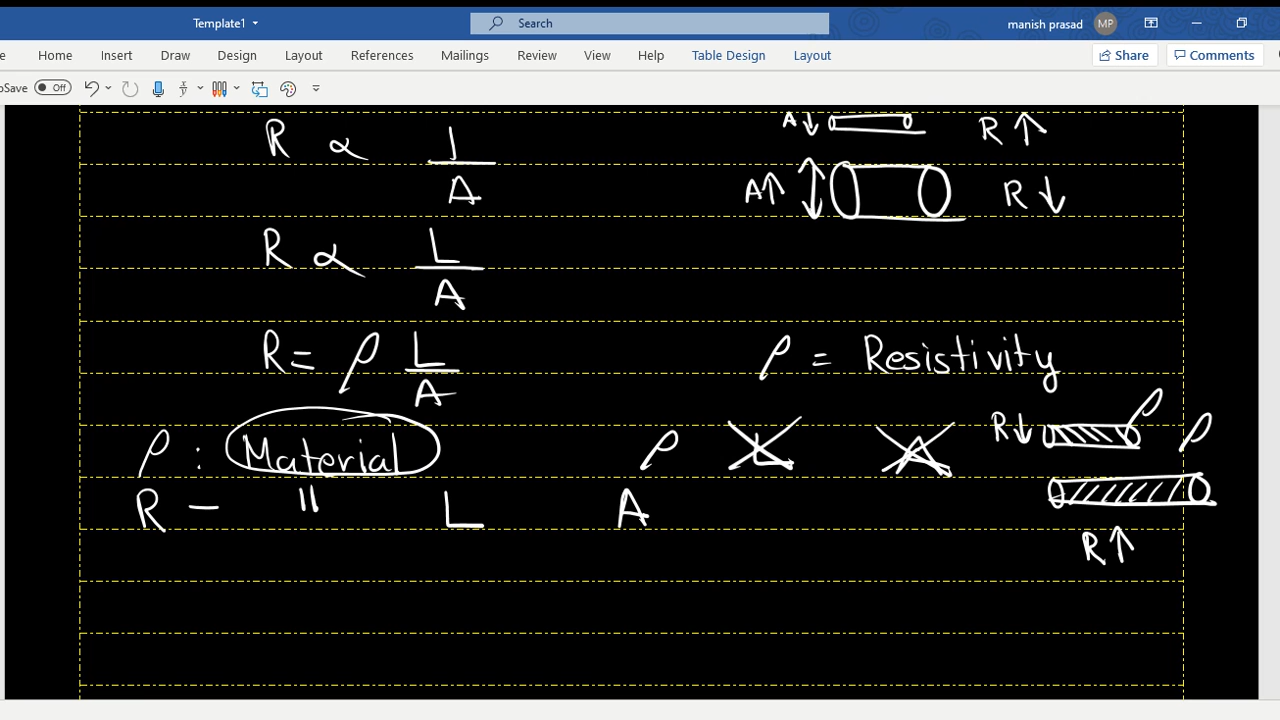 Template1
Search
manish prasad MP
Home Insert Draw Design Layout References Mailings Review View Help Table Design Layout Share Comments
Off
R ∝ 1/A
A↓ R↑
A↑ R↓
R ∝ L/A
R = ρ L/A
ρ = Resistivity
ρ : Material ρ L A R↓ ρ ρ
R – " L A
R↑